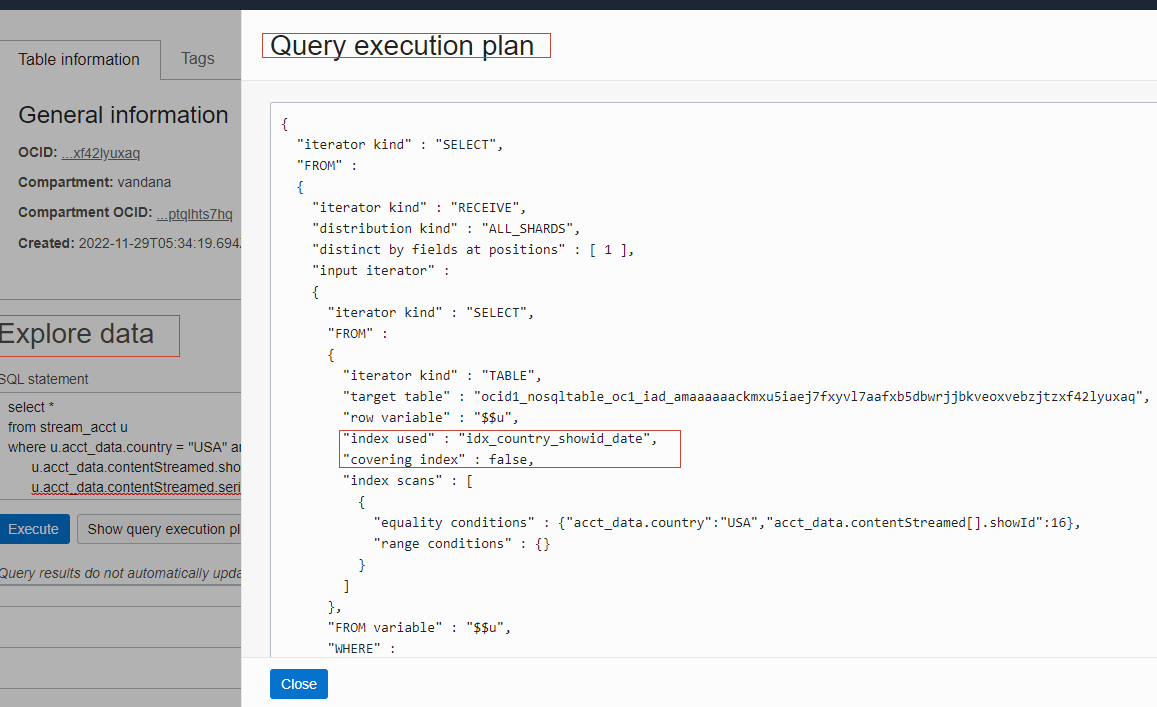 Table information
Tags
General information
OCID: ...xf42lyuxaq
Compartment: vandana
Compartment OCID: ...ptqlhts7hq
Created: 2022-11-29T05:34:19.694
Explore data
SQL statement
select *
from stream_acct u
where u.acct_data.country = "USA" a
u.acct_data.contentStreamed.sho
u.acct_data.contentStreamed.seri
Execute
Show query execution pl
Query results do not automatically upda
Query execution plan
{
"iterator kind" : "SELECT",
"FROM" :
{
"iterator kind" : "RECEIVE",
"distribution kind" : "ALL_SHARDS",
"distinct by fields at positions" : [ 1 ],
"input iterator" :
{
"iterator kind" : "SELECT",
"FROM" :
{
"iterator kind" : "TABLE",
"target table" : "ocid1_nosqltable_oc1_iad_amaaaaaackmxu5iaej7fxyvl7aafxb5dbwrjjbkveoxvebzjtzxf42lyuxaq",
"row variable" : "$$u",
"index used" : "idx_country_showid_date",
"covering index" : false,
"index scans" : [
{
"equality conditions" : {"acct_data.country":"USA","acct_data.contentStreamed[].showId":16},
"range conditions" : {}
}
]
},
"FROM variable" : "$$u",
"WHERE" :
Close